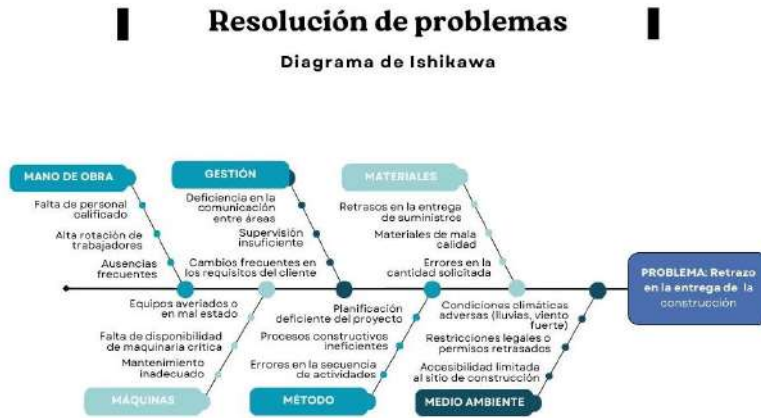 Resolución de problemas
Diagrama de Ishikawa
MANO DE OBRA
Falta de personal
calificado
Alta rotación de
trabajadores
Ausencias
frecuentes
GESTIÓN
Deficiencia en la
comunicación
entre áreas
Supervisión
insuficiente
Cambios frecuentes en
los requisitos del cliente
MATERIALES
Retrasos en la entrega
de suministros
Materiales de mala
calidad
Errores en la
cantidad solicitada
PROBLEMA: Retrazo
en la entrega de la
construcción
Equipos averiados o
en mal estado
Falta de disponibilidad
de maquinaria crítica
Mantenimiento
inadecuado
MÁQUINAS
Planificación
deficiente del proyecto
Procesos constructivos
ineficientes
Errores en la secuencia
de actividades
MÉTODO
Condiciones climáticas
adversas (lluvias, viento
fuerte)
Restricciones legales o
permisos retrasados
Accesibilidad limitada
al sitio de construcción
MEDIO AMBIENTE